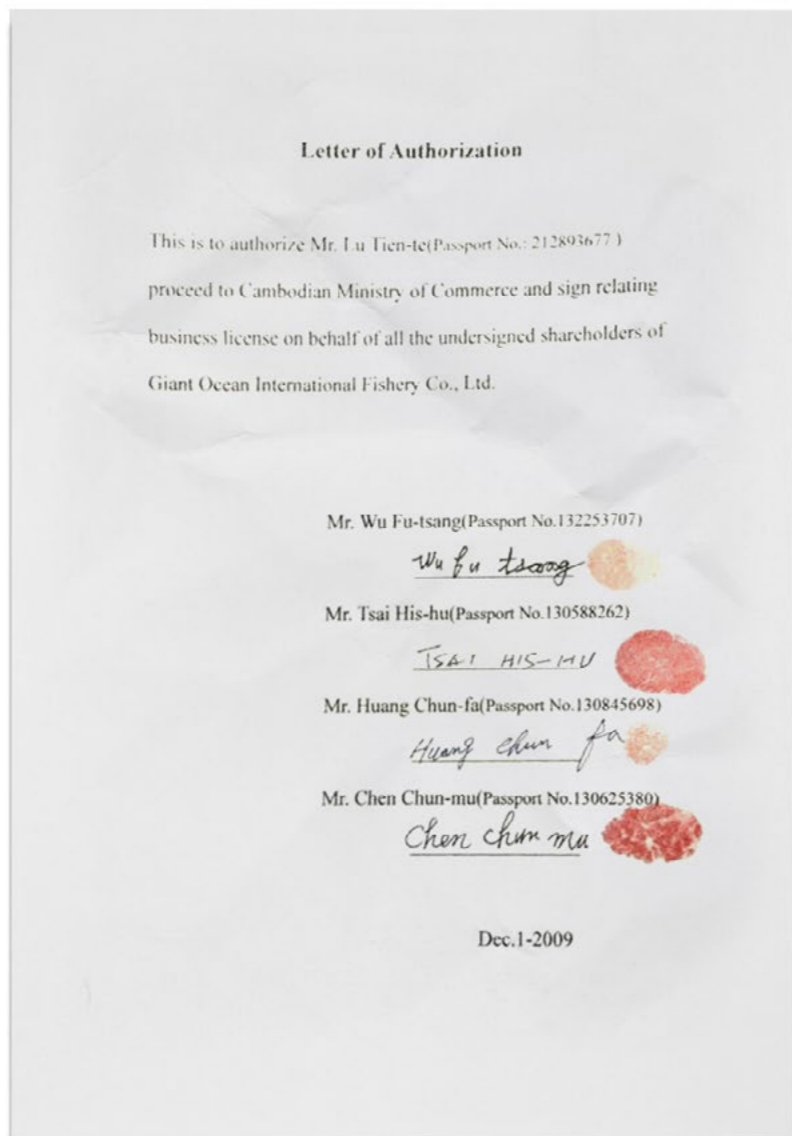 Letter of Authorization
This is to authorize Mr. Lu Tien-te(Passport No.: 212893677 )
proceed to Cambodian Ministry of Commerce and sign relating
business license on behalf of all the undersigned shareholders of
Giant Ocean International Fishery Co., Ltd.
Mr. Wu Fu-tsang(Passport No.132253707)
Wu fu tsang
Mr. Tsai His-hu(Passport No.130588262)
TSAI HIS-HU
Mr. Huang Chun-fa(Passport No.130845698)
Huang chun fa
Mr. Chen Chun-mu(Passport No.130625380)
Chen chun mu
Dec.1-2009